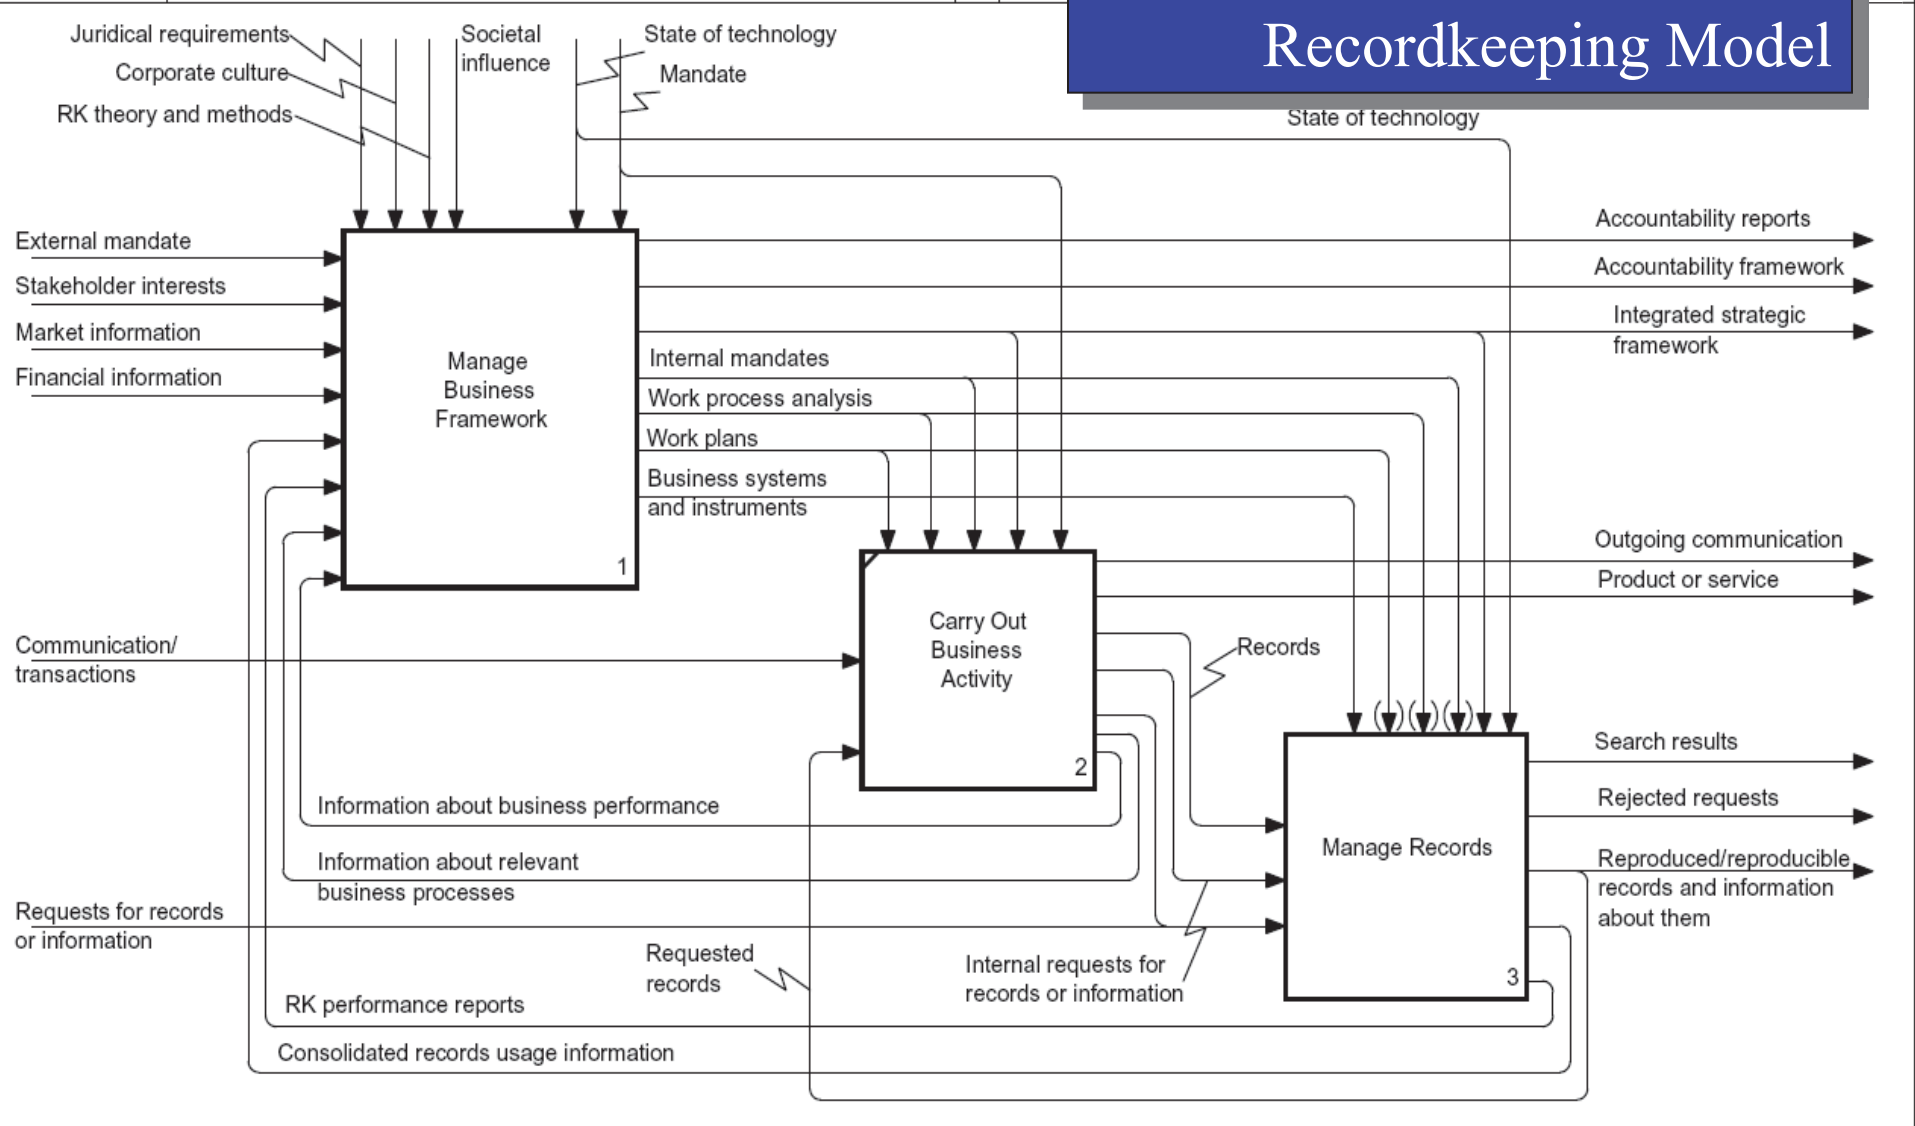 Recordkeeping Model
Juridical requirements
Corporate culture
RK theory and methods
Societal
influence
State of technology
Mandate
State of technology
External mandate
Stakeholder interests
Market information
Financial information
Manage
Business
Framework
1
Accountability reports
Accountability framework
Integrated strategic
framework
Internal mandates
Work process analysis
Work plans
Business systems
and instruments
Outgoing communication
Product or service
Communication/
transactions
Carry Out
Business
Activity
2
Records
Search results
Rejected requests
Reproduced/reproducible
records and information
about them
Manage Records
3
Information about business performance
Information about relevant
business processes
Requests for records
or information
Requested
records
Internal requests for
records or information
RK performance reports
Consolidated records usage information